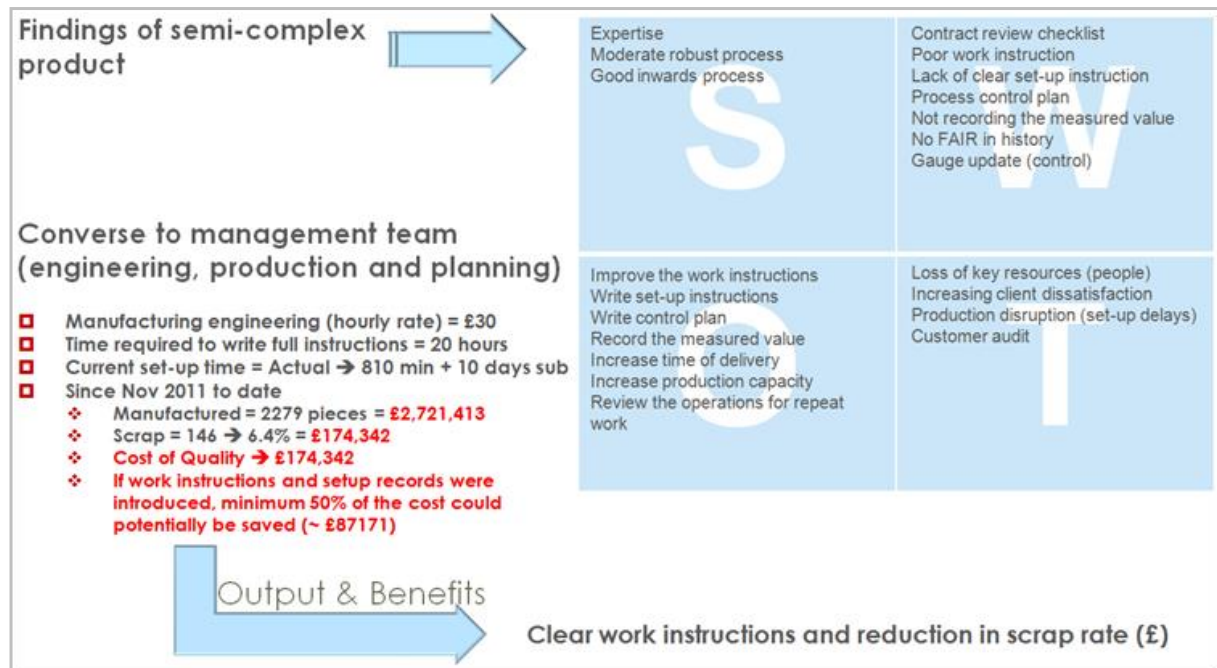 Findings of semi-complex
product
Expertise
Moderate robust process
Good inwards process
S
Contract review checklist
Poor work instruction
Lack of clear set-up instruction
Process control plan
Not recording the measured value
No FAIR in history
Gauge update (control)
W
Converse to management team
(engineering, production and planning)
Manufacturing engineering (hourly rate) = £30
Time required to write full instructions = 20 hours
Current set-up time = Actual ➔ 810 min + 10 days sub
Since Nov 2011 to date
Manufactured = 2279 pieces = £2,721,413
Scrap = 146 ➔ 6.4% = £174,342
Cost of Quality ➔ £174,342
If work instructions and setup records were
introduced, minimum 50% of the cost could
potentially be saved (~ £87171)
Improve the work instructions
Write set-up instructions
Write control plan
Record the measured value
Increase time of delivery
Increase production capacity
Review the operations for repeat
work
O
Loss of key resources (people)
Increasing client dissatisfaction
Production disruption (set-up delays)
Customer audit
T
Output & Benefits
Clear work instructions and reduction in scrap rate (£)